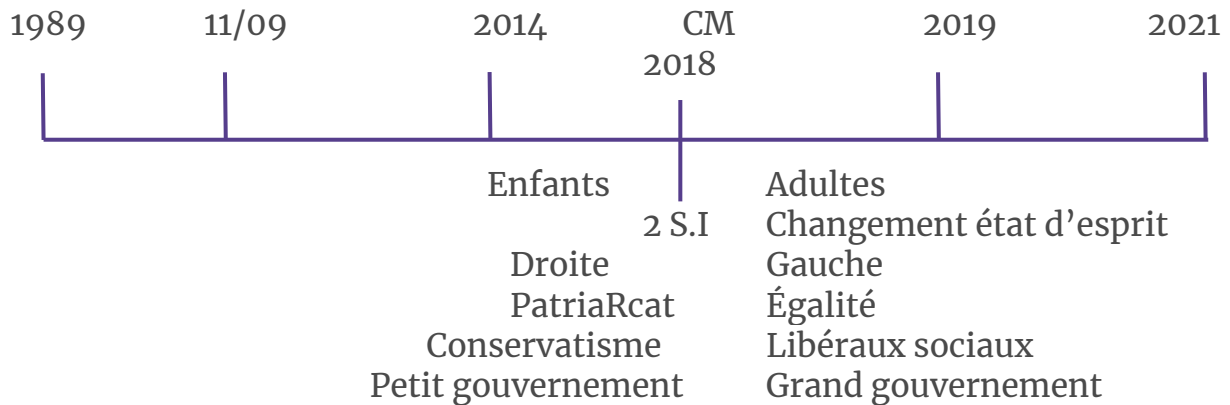 1989 11/09 2014 CM 2019 2021
2018
Enfants Adultes
2 S.I Changement état d’esprit
Droite Gauche
PatriaRcat Égalité
Conservatisme Libéraux sociaux
Petit gouvernement Grand gouvernement